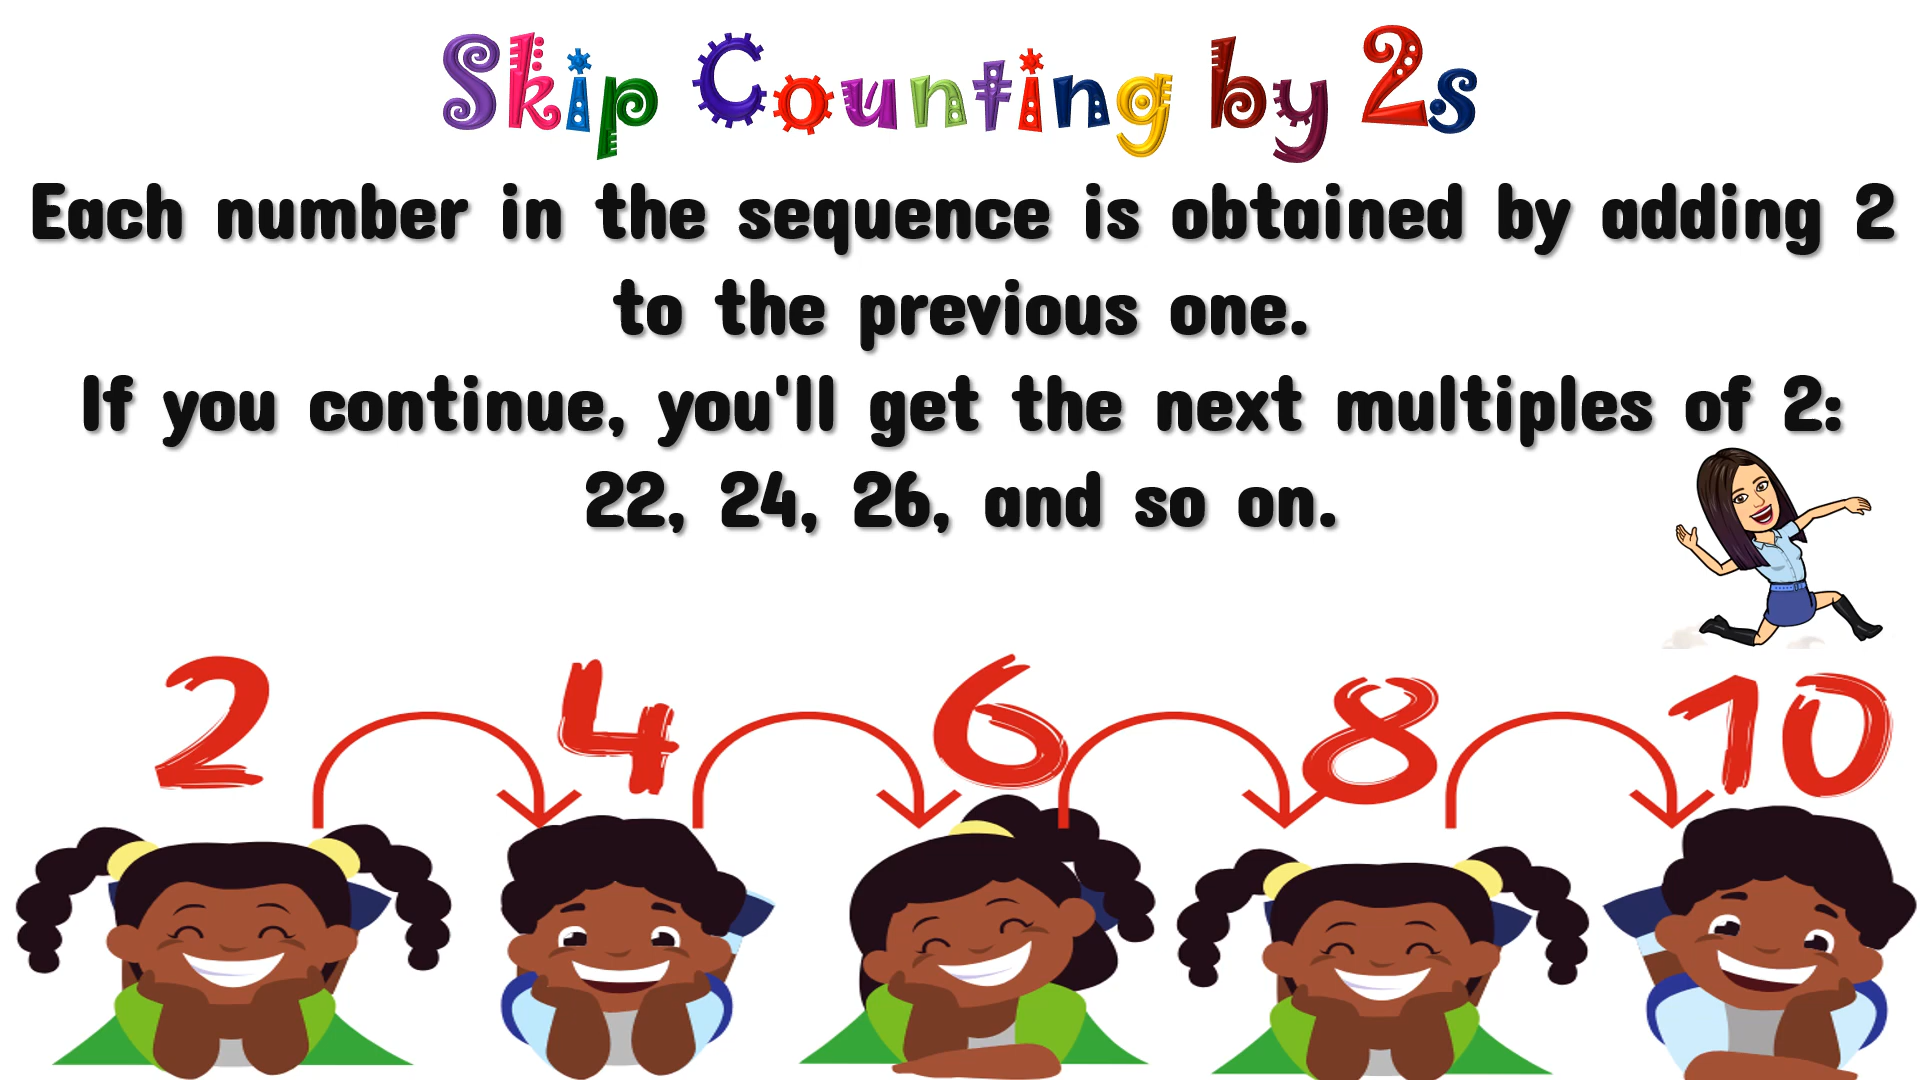 Skip Counting by 2s
Each number in the sequence is obtained by adding 2
to the previous one.
If you continue, you'll get the next multiples of 2:
22, 24, 26, and so on.
2 4 6 8 10